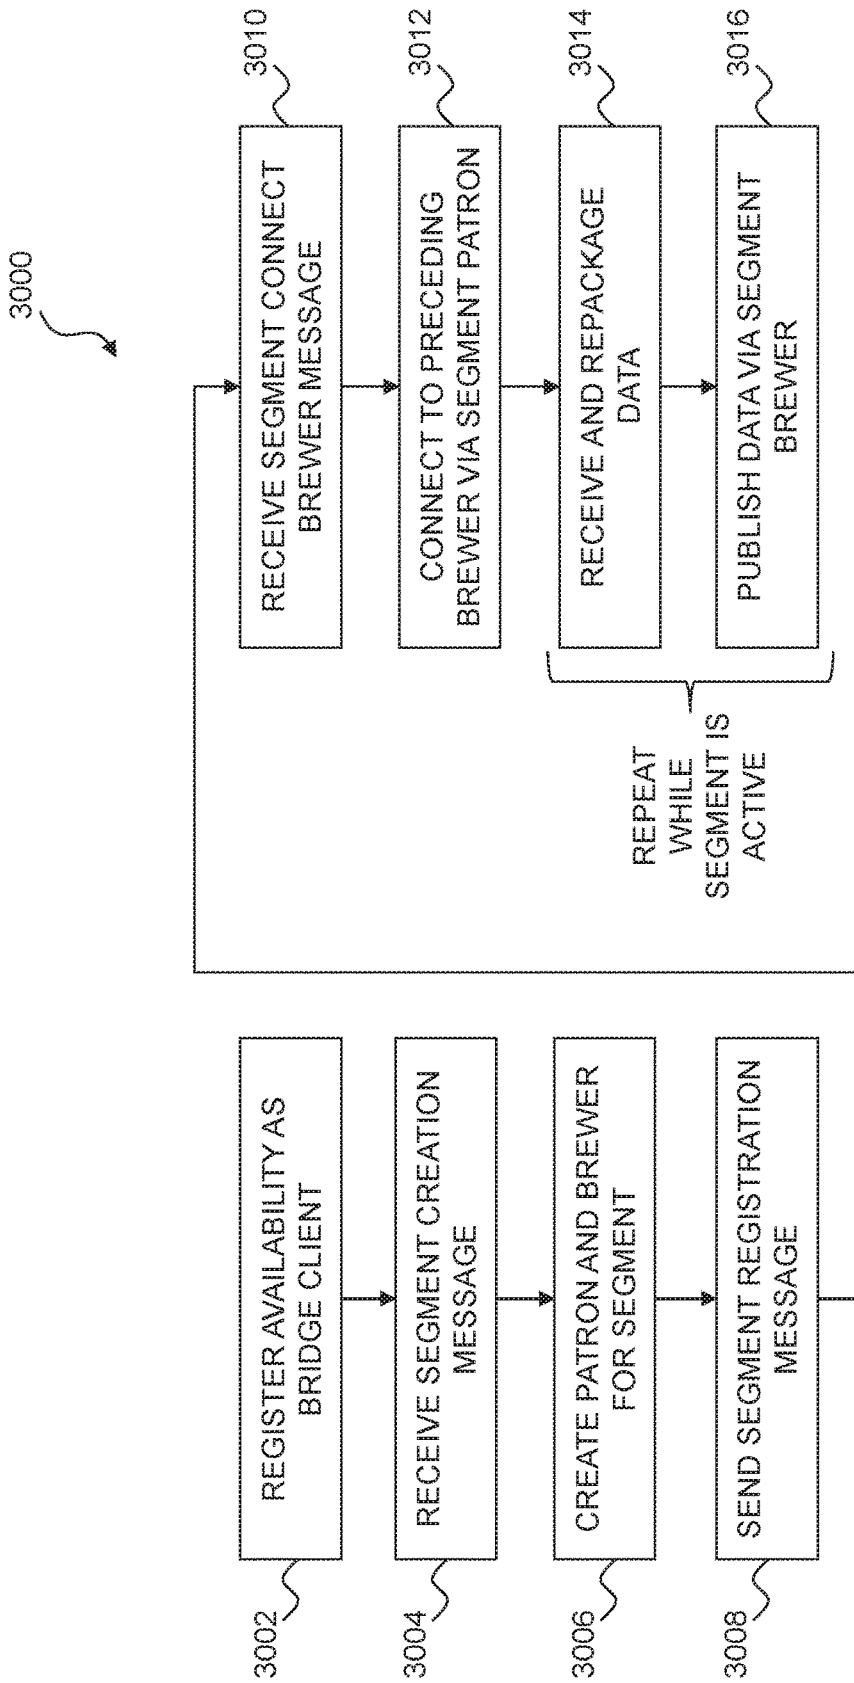 3000
3002
REGISTER AVAILABILITY AS
BRIDGE CLIENT
3004
RECEIVE SEGMENT CREATION
MESSAGE
3006
CREATE PATRON AND BREWER
FOR SEGMENT
3008
SEND SEGMENT REGISTRATION
MESSAGE
3010
RECEIVE SEGMENT CONNECT
BREWER MESSAGE
3012
CONNECT TO PRECEDING
BREWER VIA SEGMENT PATRON
3014
RECEIVE AND REPACKAGE
DATA
3016
PUBLISH DATA VIA SEGMENT
BREWER
REPEAT
WHILE
SEGMENT IS
ACTIVE